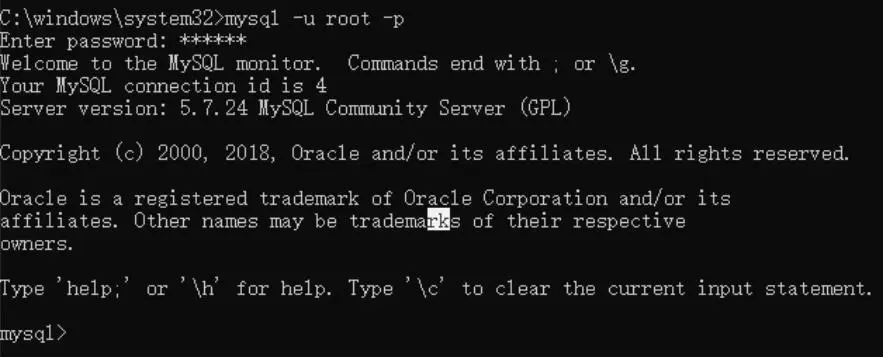 C:\windows\system32>mysql -u root -p
Enter password: ******
Welcome to the MySQL monitor.  Commands end with ; or \g.
Your MySQL connection id is 4
Server version: 5.7.24 MySQL Community Server (GPL)
Copyright (c) 2000, 2018, Oracle and/or its affiliates. All rights reserved.
Oracle is a registered trademark of Oracle Corporation and/or its
affiliates. Other names may be trademarks of their respective
owners.
Type 'help;' or '\h' for help. Type '\c' to clear the current input statement.
mysql>